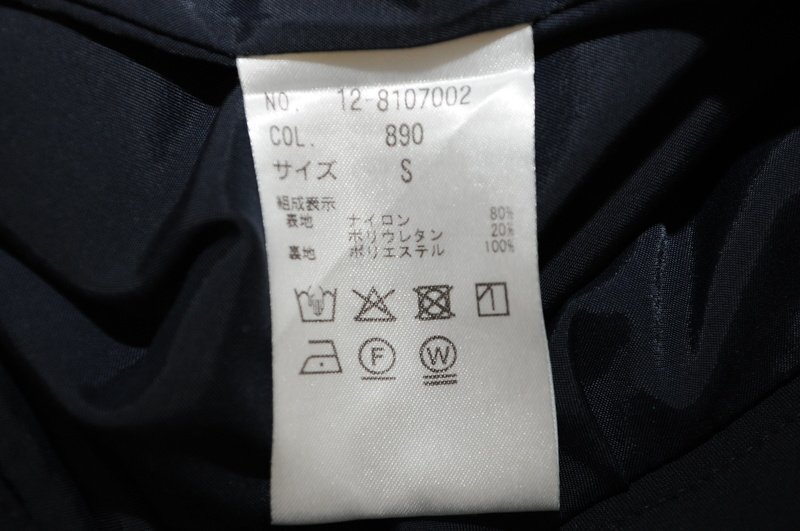 NO. 12-8107002
COL. 890
サイズ S
組成表示
表地 ナイロン 80%
ポリウレタン 20%
裏地 ポリエステル 100%
F W